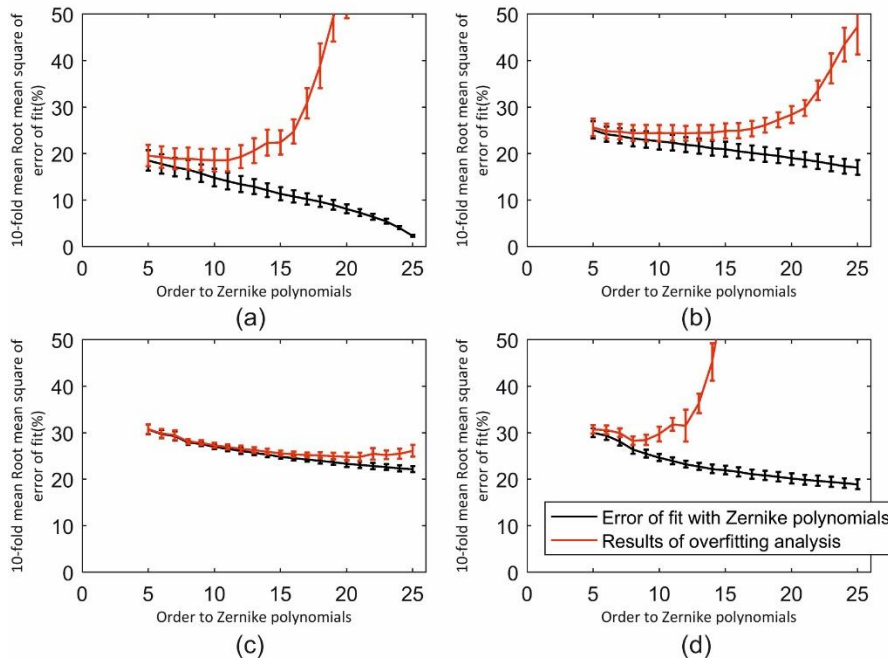 10-fold mean Root mean square of
error of fit(%)
50
40
30
20
10
0
0
5
10
15
20
25
Order to Zernike polynomials
(a)
10-fold mean Root mean square of
error of fit(%)
50
40
30
20
10
0
0
5
10
15
20
25
Order to Zernike polynomials
(b)
10-fold mean Root mean square of
error of fit(%)
50
40
30
20
10
0
0
5
10
15
20
25
Order to Zernike polynomials
(c)
10-fold mean Root mean square of
error of fit(%)
50
40
30
20
10
0
Error of fit with Zernike polynomials
Results of overfitting analysis
0
5
10
15
20
25
Order to Zernike polynomials
(d)